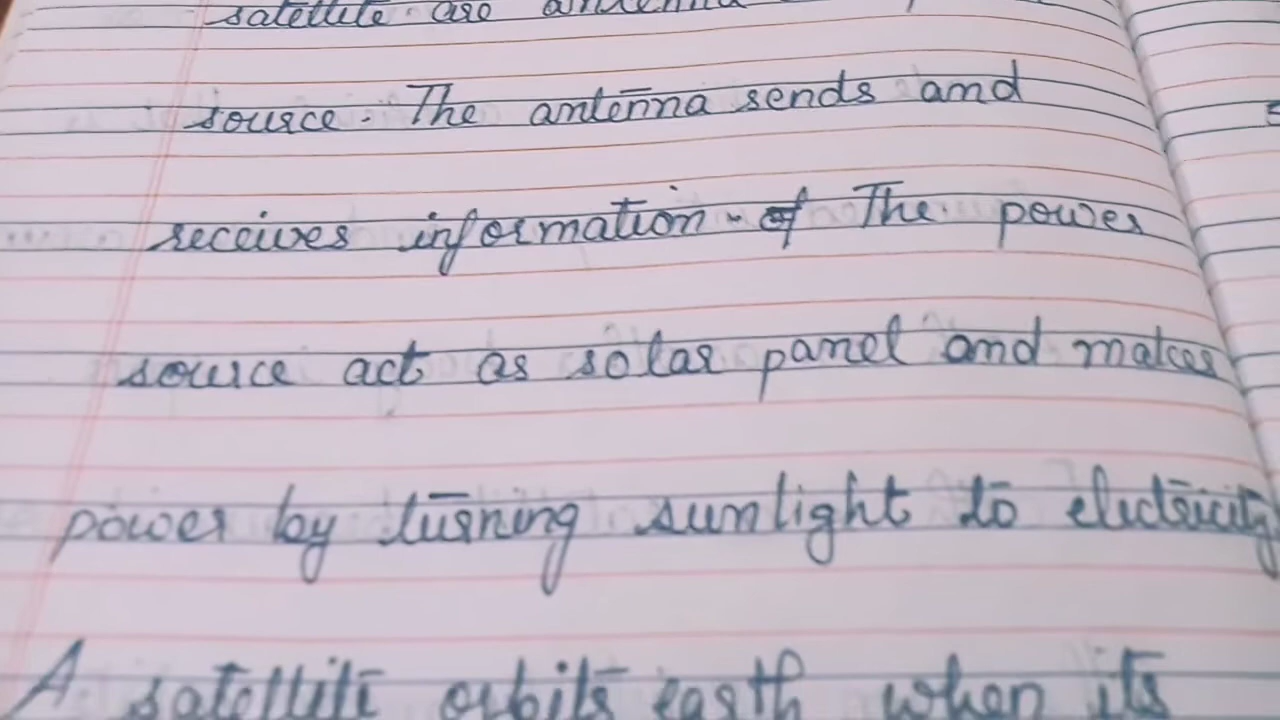 satellite are antenna
source. The antenna sends and
receives information. The power
source act as solar panel and makes
power by turning sunlight to electricity
A satellite orbits earth when its